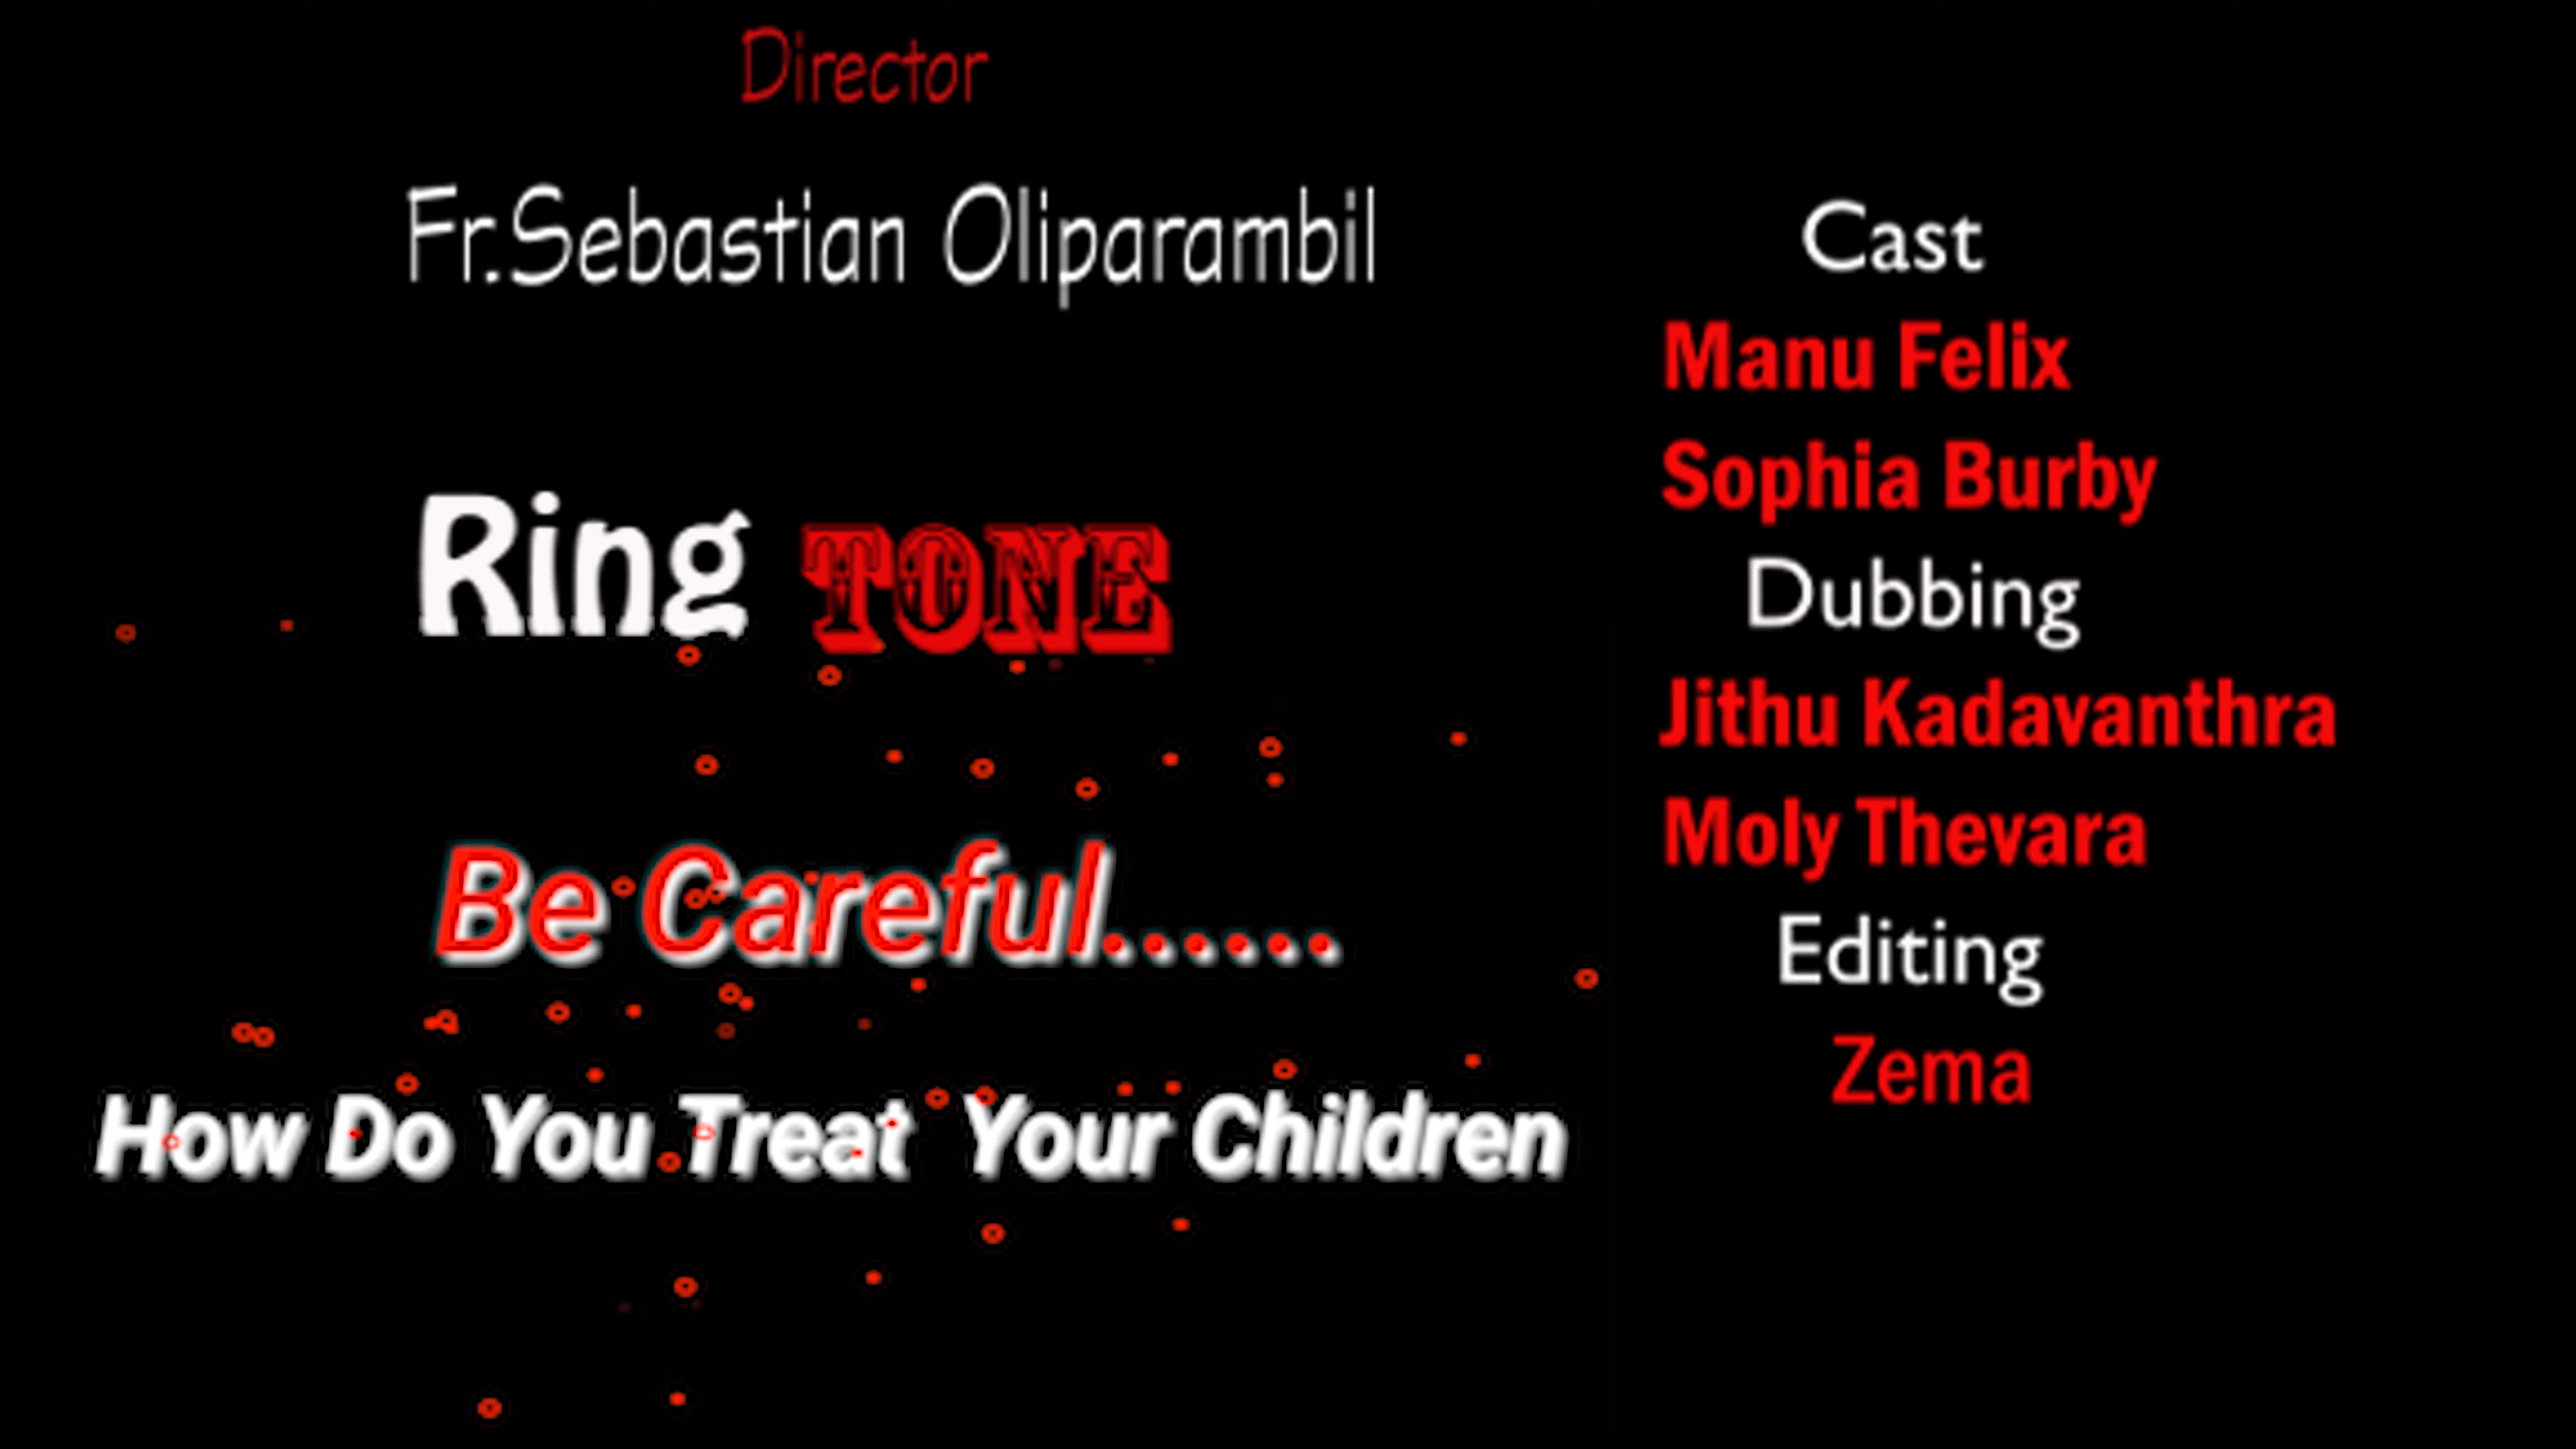 Director
Fr.Sebastian Oliparambil
Ring TONE
Be Careful......
How Do You Treat Your Children
Cast
Manu Felix
Sophia Burby
Dubbing
Jithu Kadavanthra
Moly Thevara
Editing
Zema